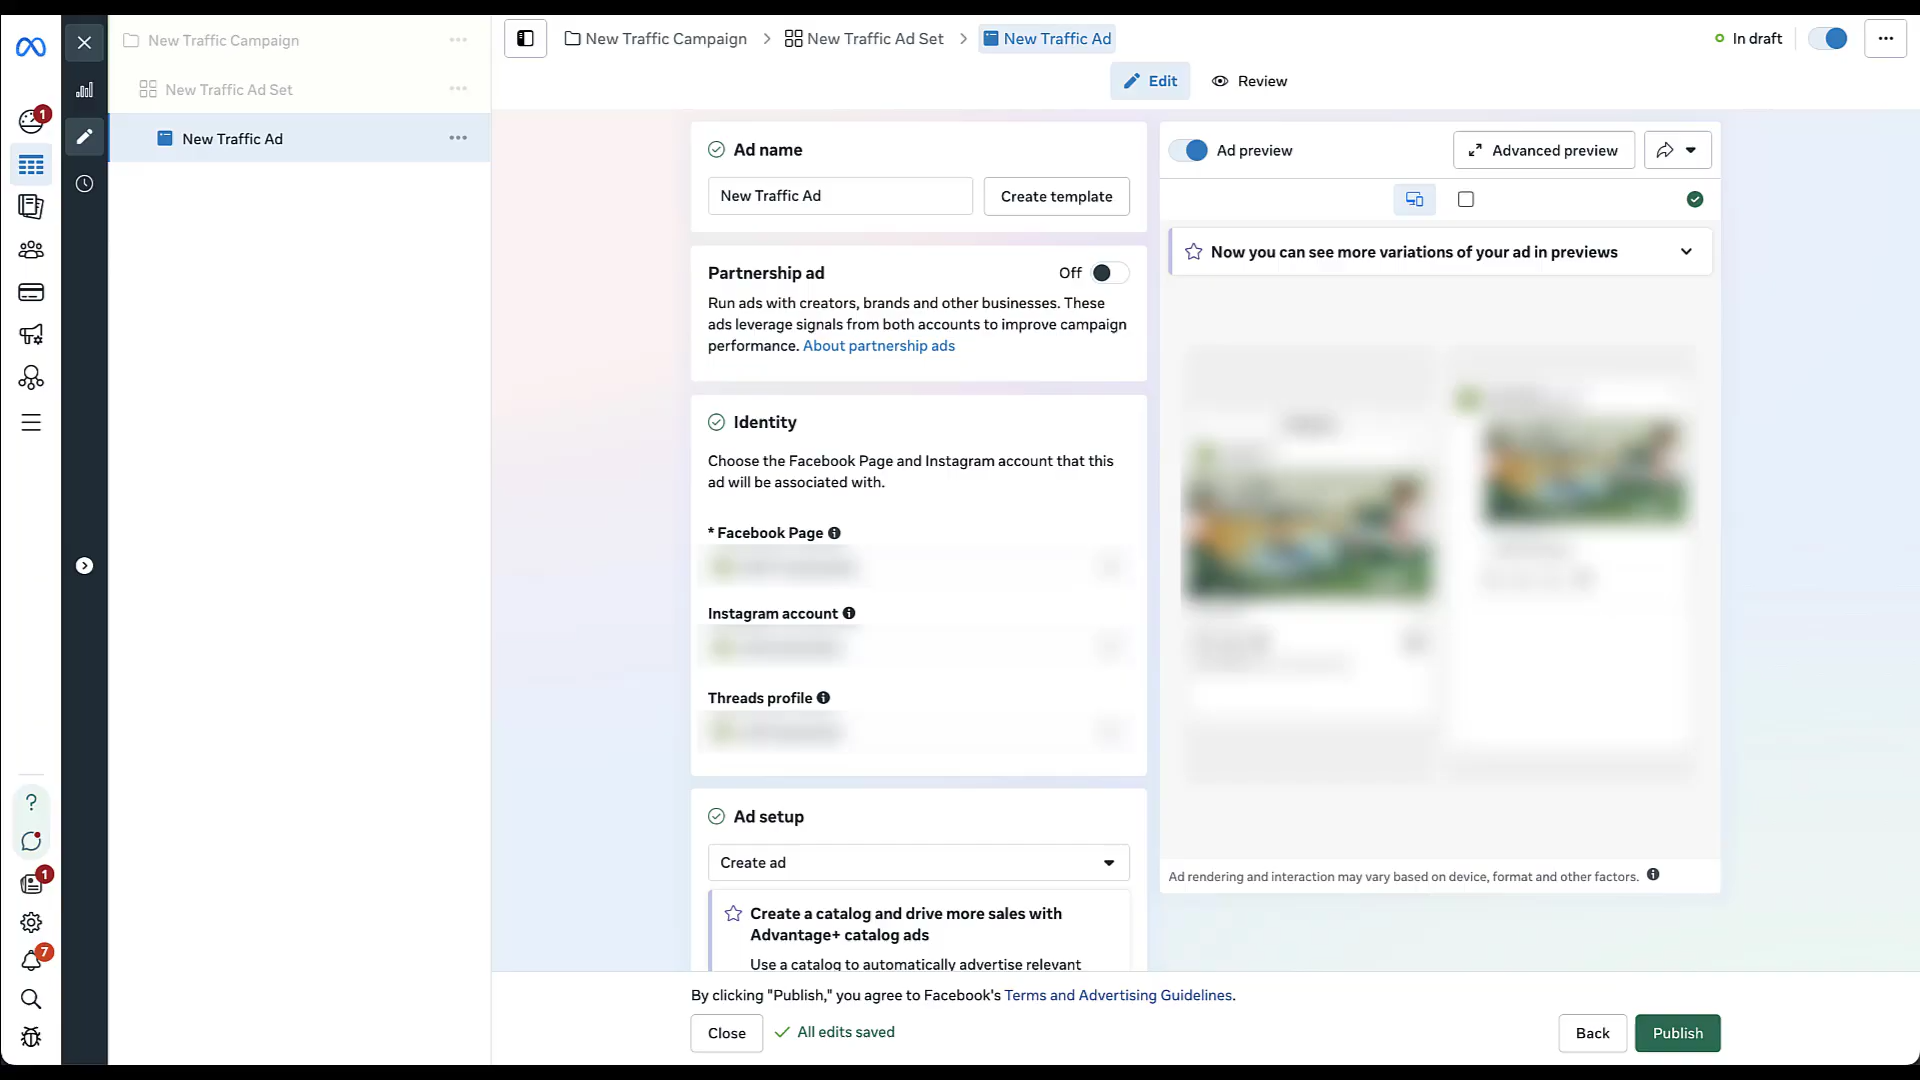 New Traffic Campaign
New Traffic Ad Set
New Traffic Ad
New Traffic Campaign
New Traffic Ad Set
New Traffic Ad
In draft
Edit
Review
1
Ad name
New Traffic Ad
Create template
Partnership ad
Off
Run ads with creators, brands and other businesses. These
ads leverage signals from both accounts to improve campaign
performance. About partnership ads
Identity
Choose the Facebook Page and Instagram account that this
ad will be associated with.
* Facebook Page
Instagram account
Threads profile
Ad setup
Create ad
Create a catalog and drive more sales with
Advantage+ catalog ads
Use a catalog to automatically advertise relevant
Ad preview
Advanced preview
Now you can see more variations of your ad in previews
Ad rendering and interaction may vary based on device, format and other factors.
1
7
By clicking "Publish," you agree to Facebook's Terms and Advertising Guidelines.
Close
All edits saved
Back
Publish